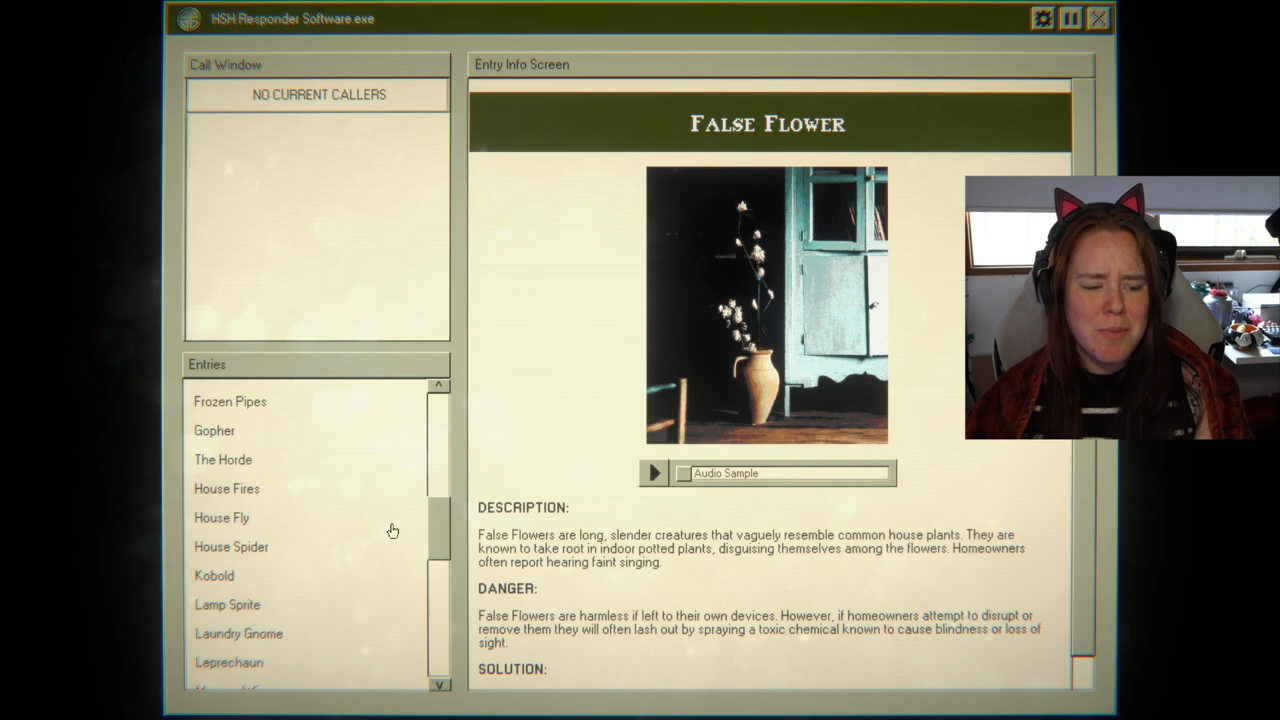 HSH Responder Software.exe
Call Window
NO CURRENT CALLERS
Entries
^
Frozen Pipes
Gopher
The Horde
House Fires
House Fly
House Spider
Kobold
Lamp Sprite
Laundry Gnome
Leprechaun
v
Entry Info Screen
False Flower
Audio Sample
DESCRIPTION:
False Flowers are long, slender creatures that vaguely resemble common house plants. They are
known to take root in indoor potted plants, disguising themselves among the flowers. Homeowners
often report hearing faint singing.
DANGER:
False Flowers are harmless if left to their own devices. However, if homeowners attempt to disrupt or
remove them they will often lash out by spraying a toxic chemical known to cause blindness or loss of
sight.
SOLUTION: